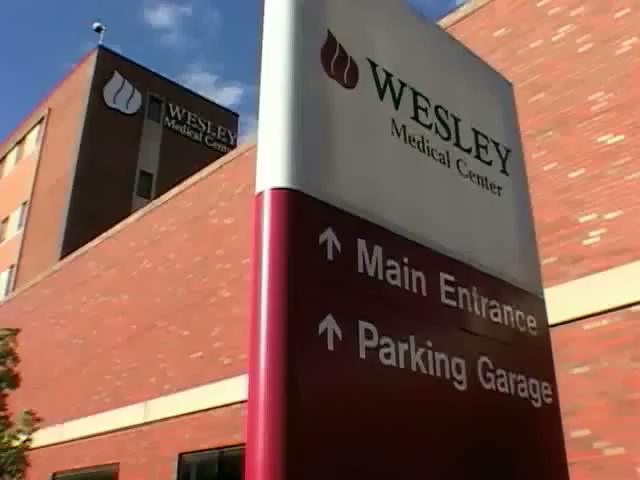 WESLEY
Medical Center
WESLEY
Medical Center
↑ Main Entrance
↑ Parking Garage